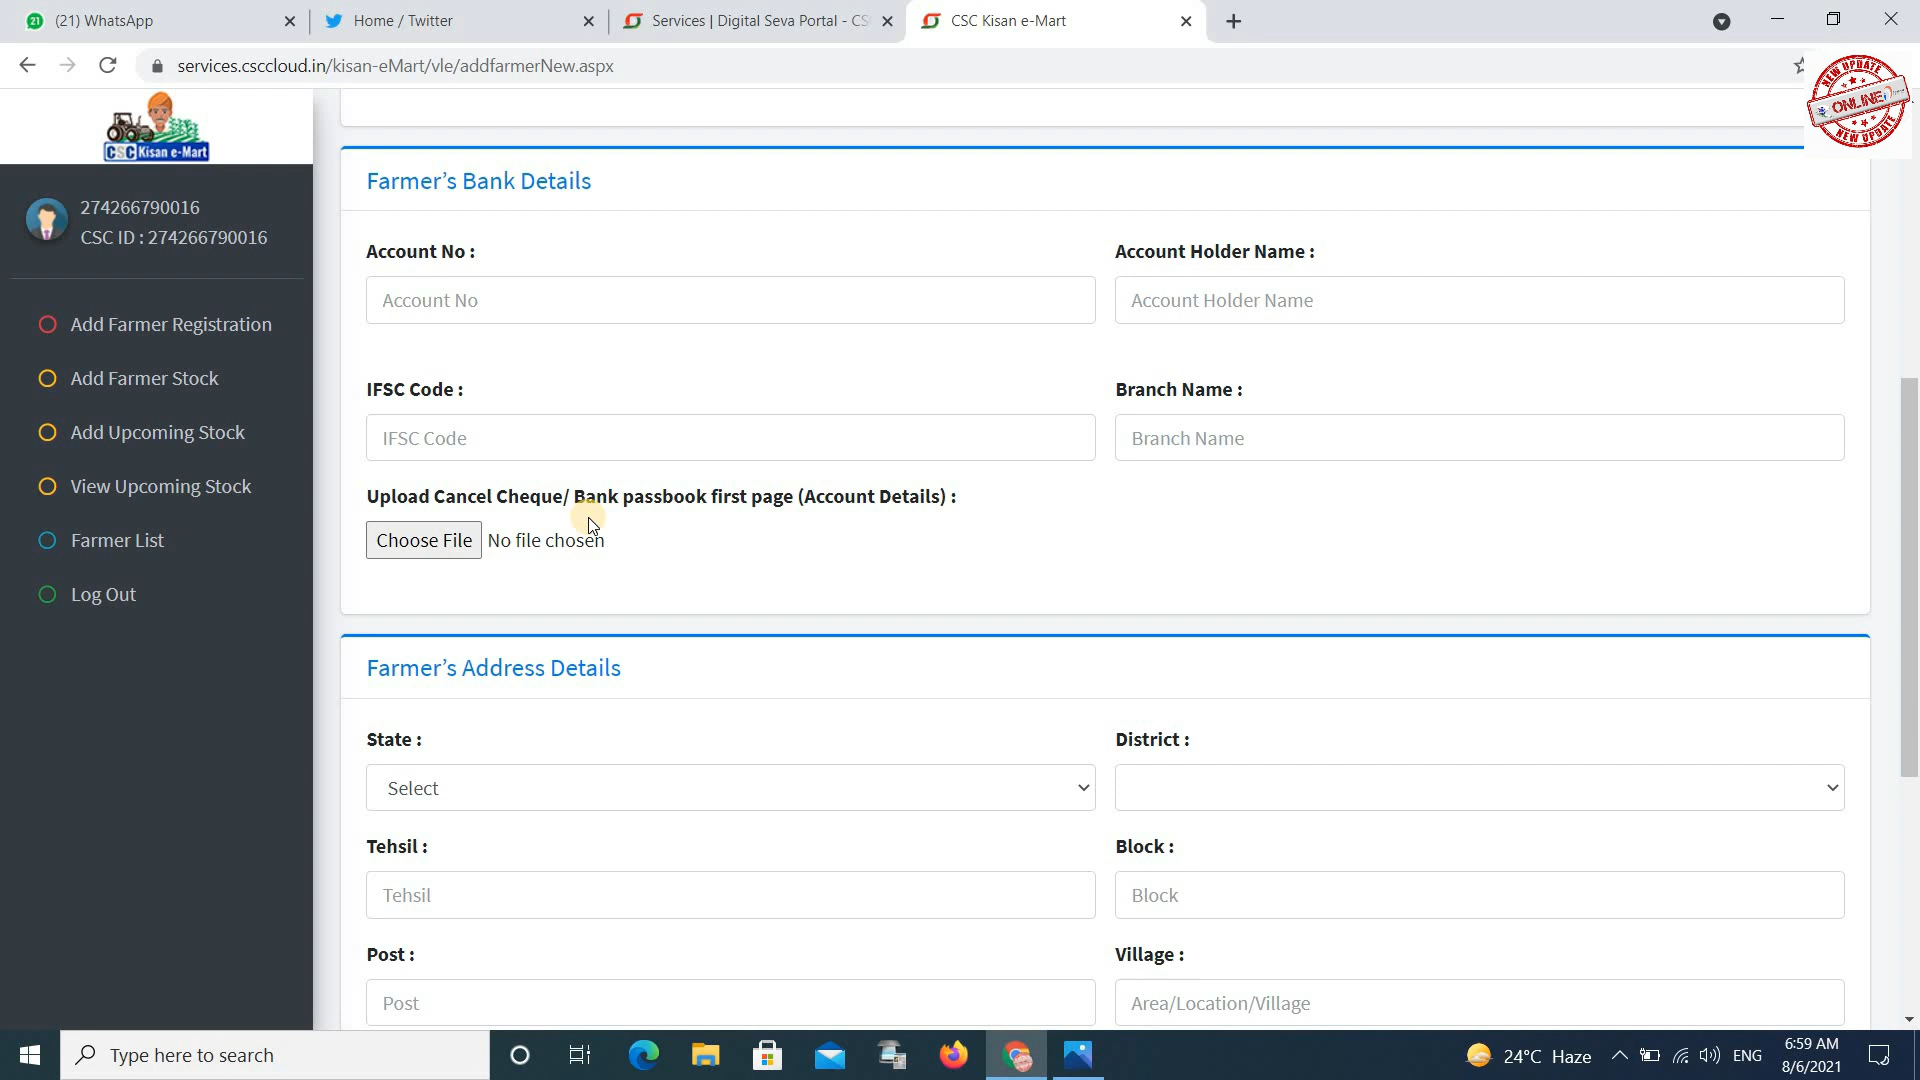 21 (21) WhatsApp
Home / Twitter
Services | Digital Seva Portal - CS
CSC Kisan e-Mart
services.csccloud.in/kisan-eMart/vle/addfarmerNew.aspx
NEW UPDATE
ONLINE
NEW UPDATE
CSC Kisan e-Mart
274266790016
CSC ID : 274266790016
Add Farmer Registration
Add Farmer Stock
Add Upcoming Stock
View Upcoming Stock
Farmer List
Log Out
Farmer’s Bank Details
Account No :
Account Holder Name :
Account No
Account Holder Name
IFSC Code :
Branch Name :
IFSC Code
Branch Name
Upload Cancel Cheque/ Bank passbook first page (Account Details) :
Choose File No file chosen
Farmer’s Address Details
State :
District :
Select
Tehsil :
Block :
Tehsil
Block
Post :
Village :
Post
Area/Location/Village
Type here to search
24°C Haze
ENG
6:59 AM
8/6/2021